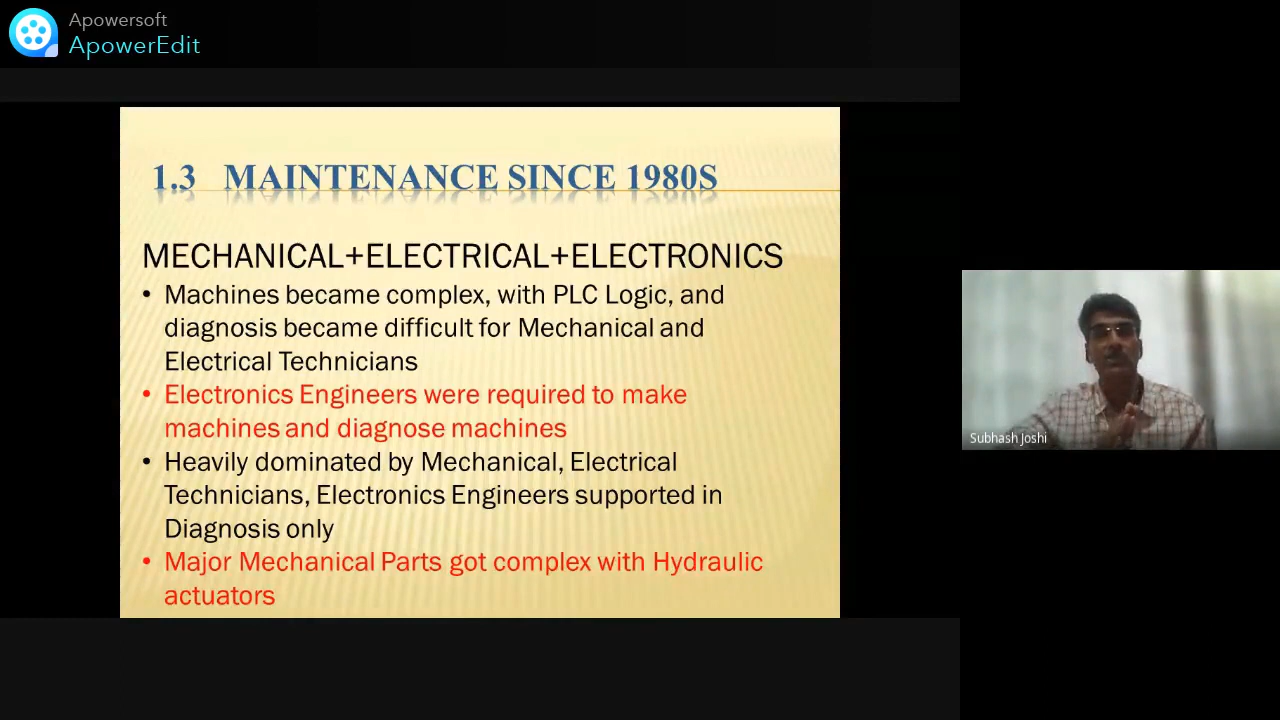 Apowersoft
ApowerEdit
1.3 MAINTENANCE SINCE 1980S
MECHANICAL+ELECTRICAL+ELECTRONICS
• Machines became complex, with PLC Logic, and
diagnosis became difficult for Mechanical and
Electrical Technicians
• Electronics Engineers were required to make
machines and diagnose machines
• Heavily dominated by Mechanical, Electrical
Technicians, Electronics Engineers supported in
Diagnosis only
• Major Mechanical Parts got complex with Hydraulic
actuators
Subhash Joshi